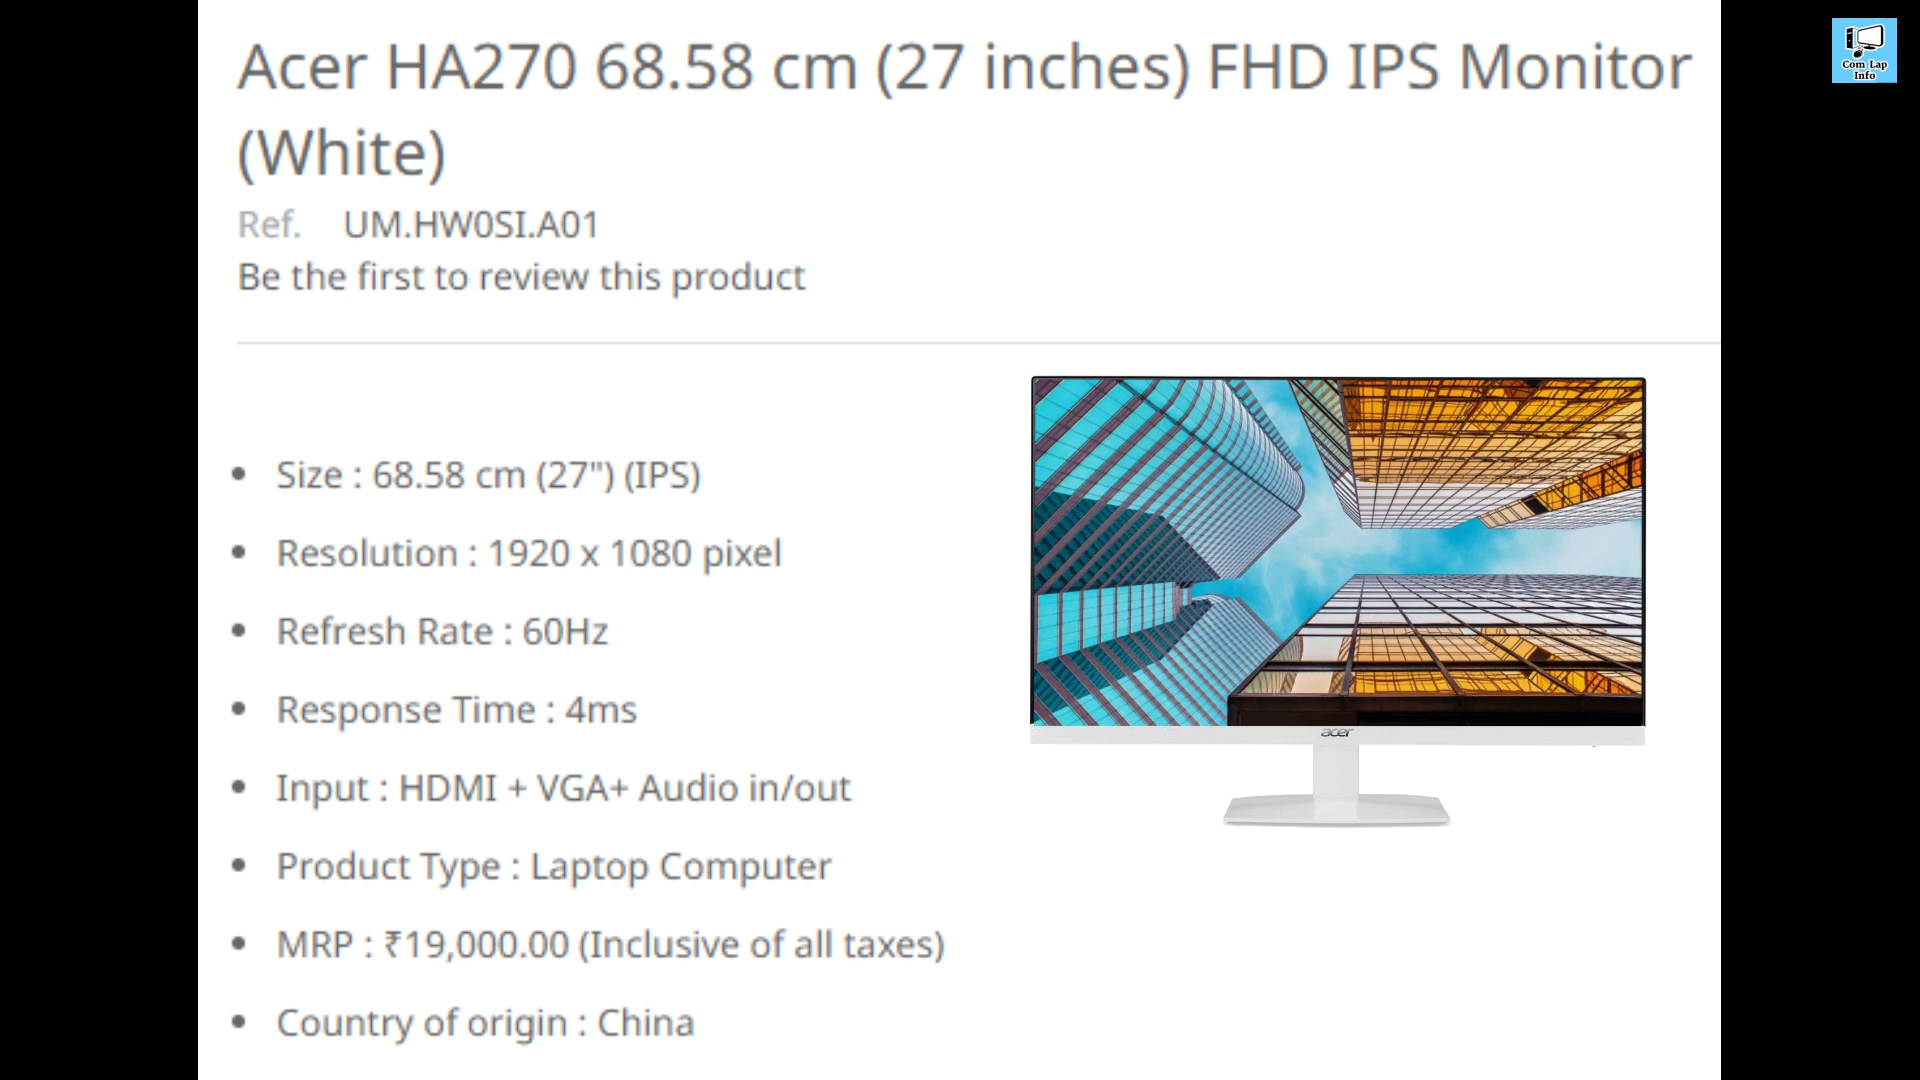 Acer HA270 68.58 cm (27 inches) FHD IPS Monitor
(White)
Ref. UM.HW0SI.A01
Be the first to review this product
Size : 68.58 cm (27") (IPS)
Resolution : 1920 x 1080 pixel
Refresh Rate : 60Hz
Response Time : 4ms
Input : HDMI + VGA+ Audio in/out
Product Type : Laptop Computer
MRP : ₹19,000.00 (Inclusive of all taxes)
Country of origin : China
acer
Com Lap
Info